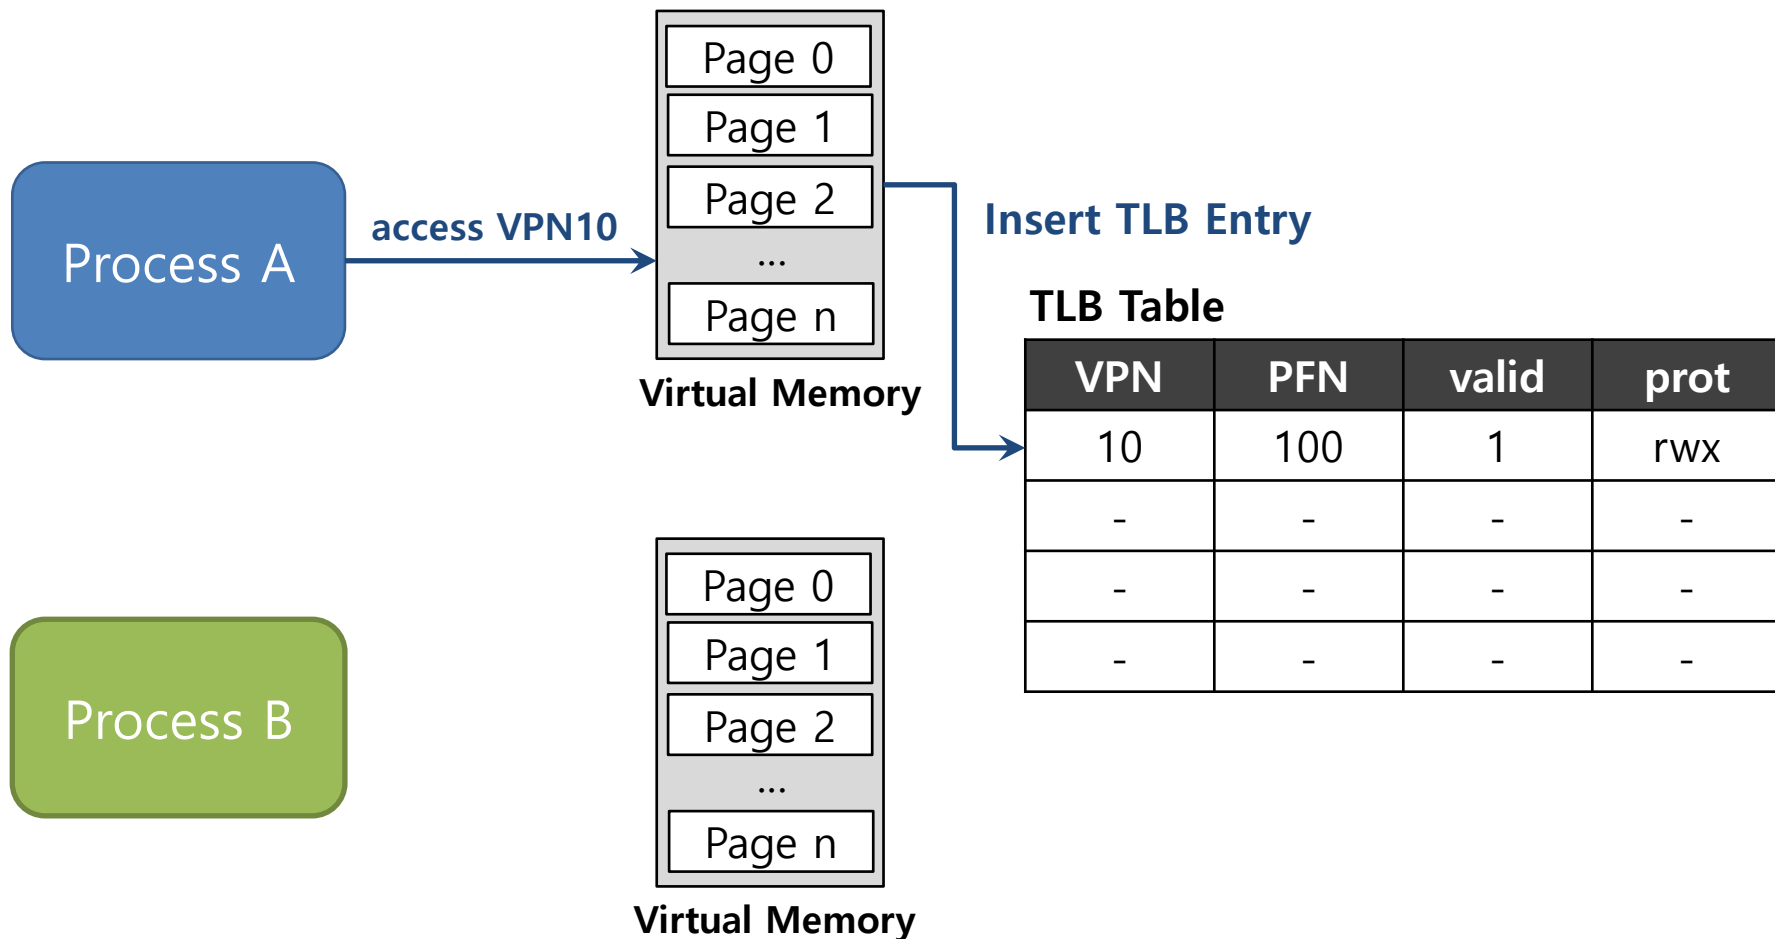 Page 0
Page 1
Page 2
...
Page n
Virtual Memory
Process A
access VPN10
Insert TLB Entry
TLB Table
VPN PFN valid prot
10 100 1 rwx
- - - -
- - - -
- - - -
Process B
Page 0
Page 1
Page 2
...
Page n
Virtual Memory